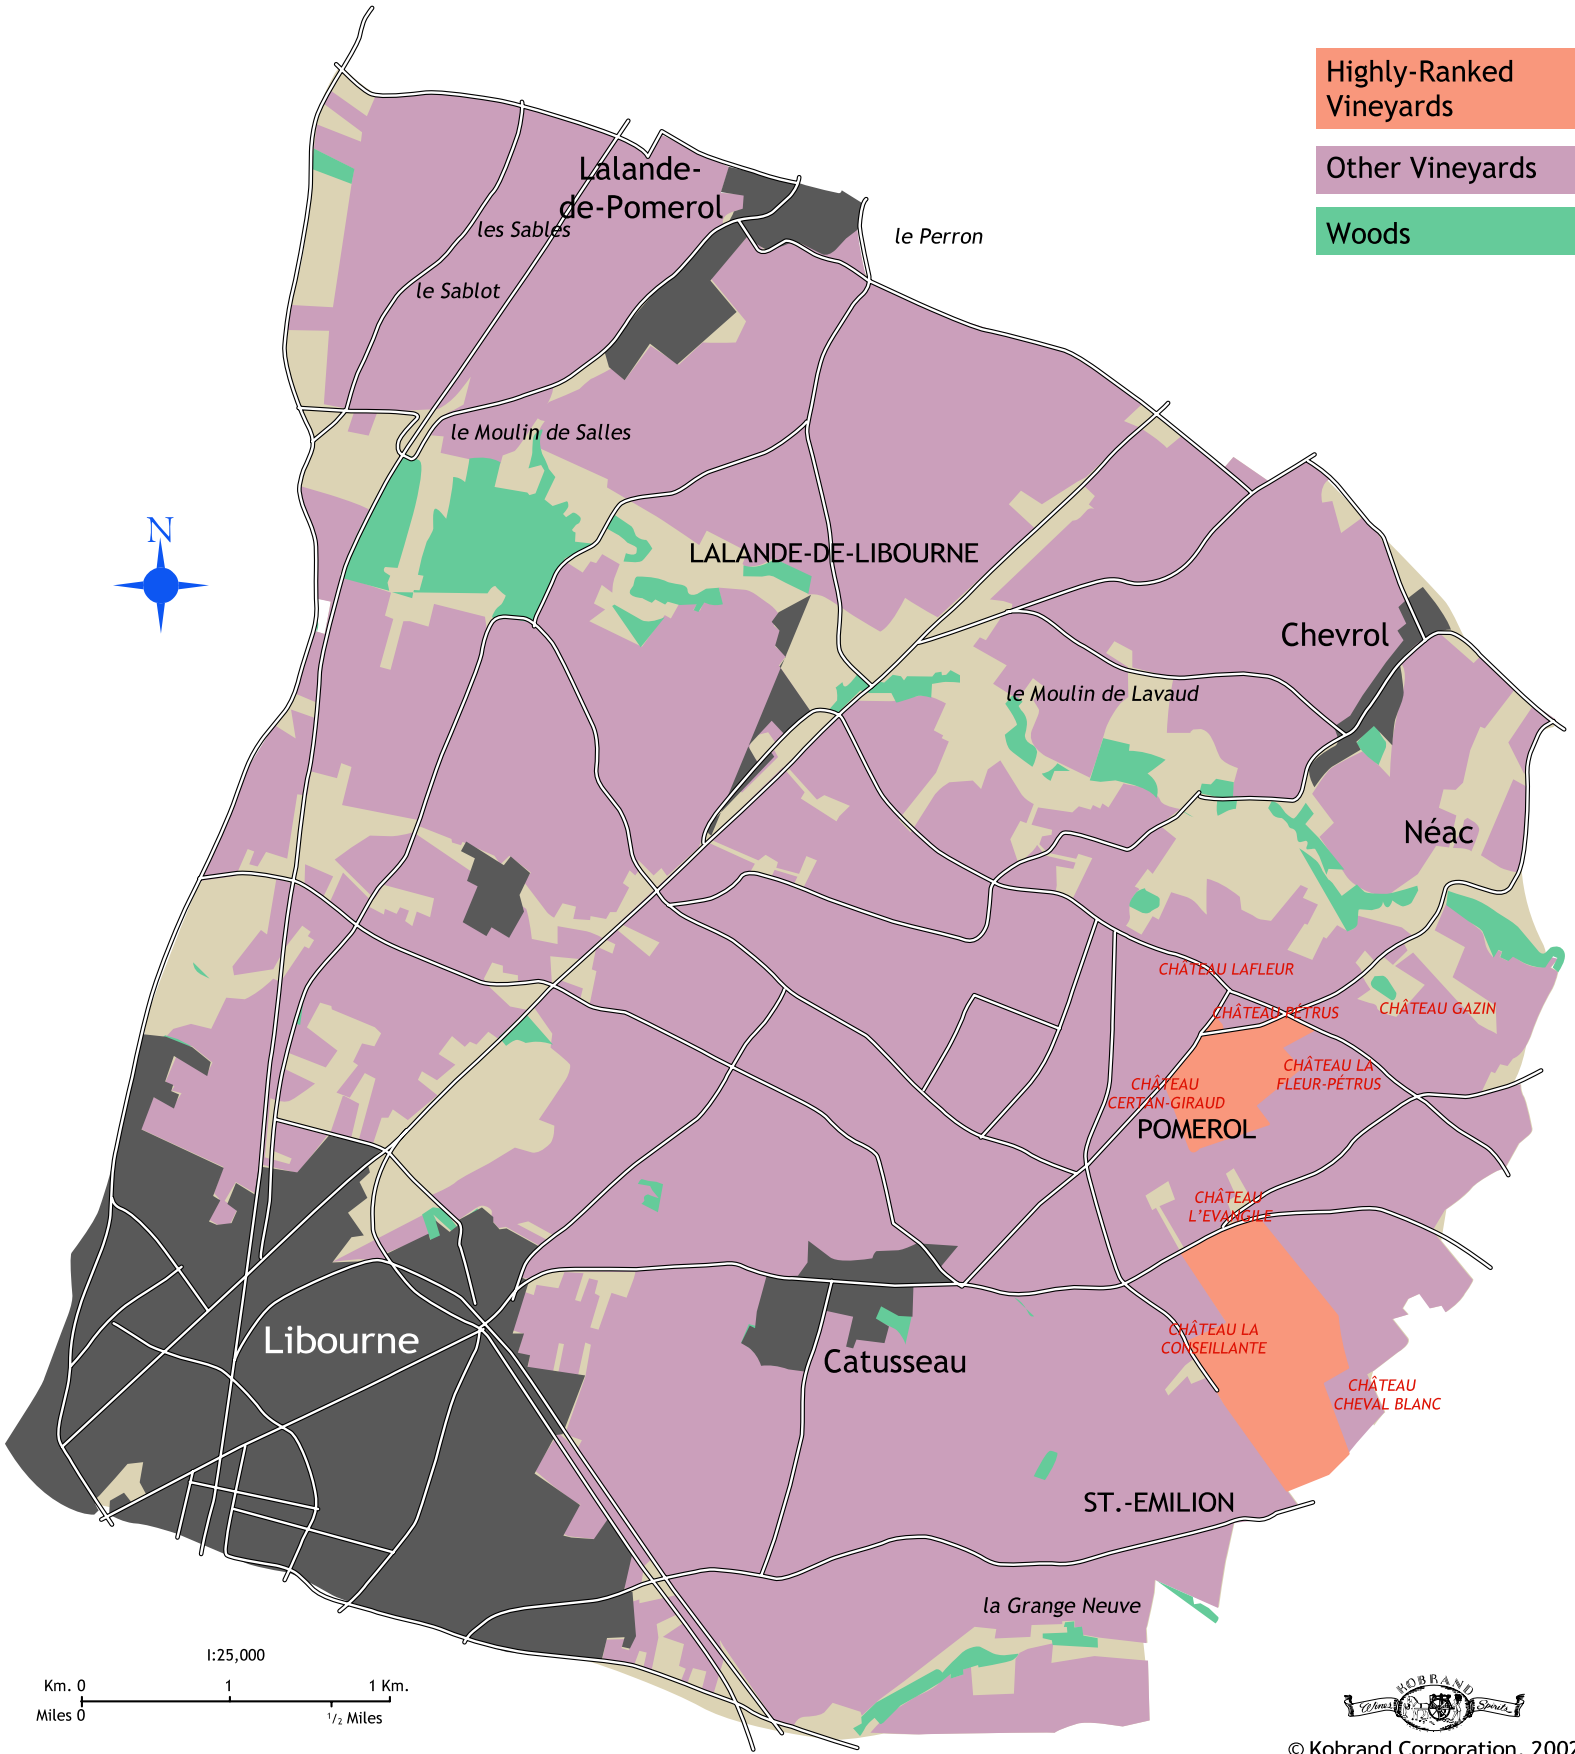 Highly-Ranked
Vineyards
Other Vineyards
Woods
Lalande-
de-Pomerol
les Sables
le Perron
le Sablot
le Moulin de Salles
N
LALANDE-DE-LIBOURNE
Chevrol
le Moulin de Lavaud
Néac
CHÂTEAU LAFLEUR
CHÂTEAU PÉTRUS
CHÂTEAU GAZIN
CHÂTEAU LA
FLEUR-PÉTRUS
CHÂTEAU
CERTAN-GIRAUD
POMEROL
CHÂTEAU
L'EVANGILE
Libourne
CHÂTEAU LA
CONSEILLANTE
Catusseau
CHÂTEAU
CHEVAL BLANC
ST.-EMILION
la Grange Neuve
I:25,000
Km. 0 1 1 Km.
Miles 0 1/2 Miles
KOBRAND
Wines Spirits
© Kobrand Corporation, 2002